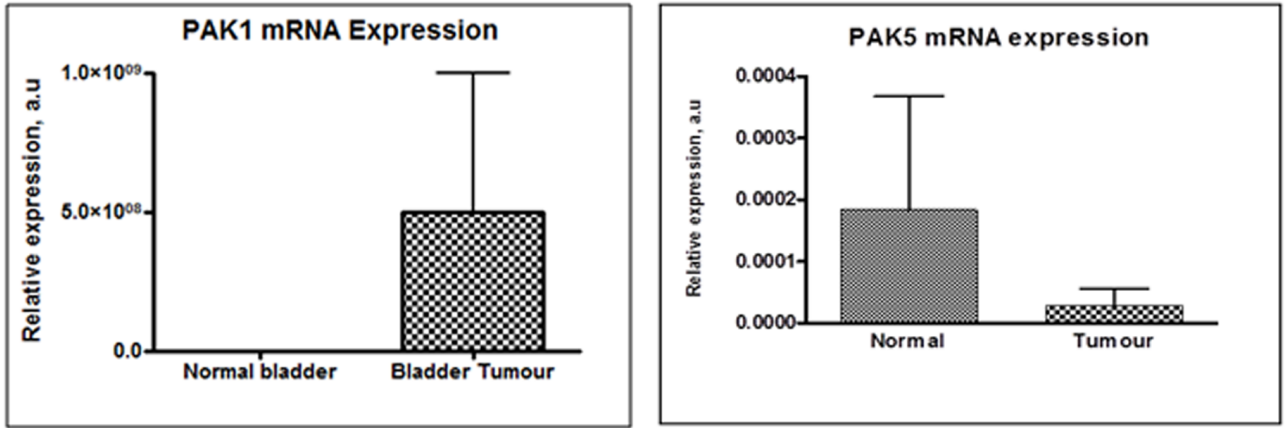 PAK1 mRNA Expression
Relative expression, a.u
1.0×10⁰⁹
5.0×10⁰⁸
0.0
Normal bladder
Bladder Tumour
PAK5 mRNA expression
Relative expression, a.u
0.0004
0.0003
0.0002
0.0001
0.0000
Normal
Tumour